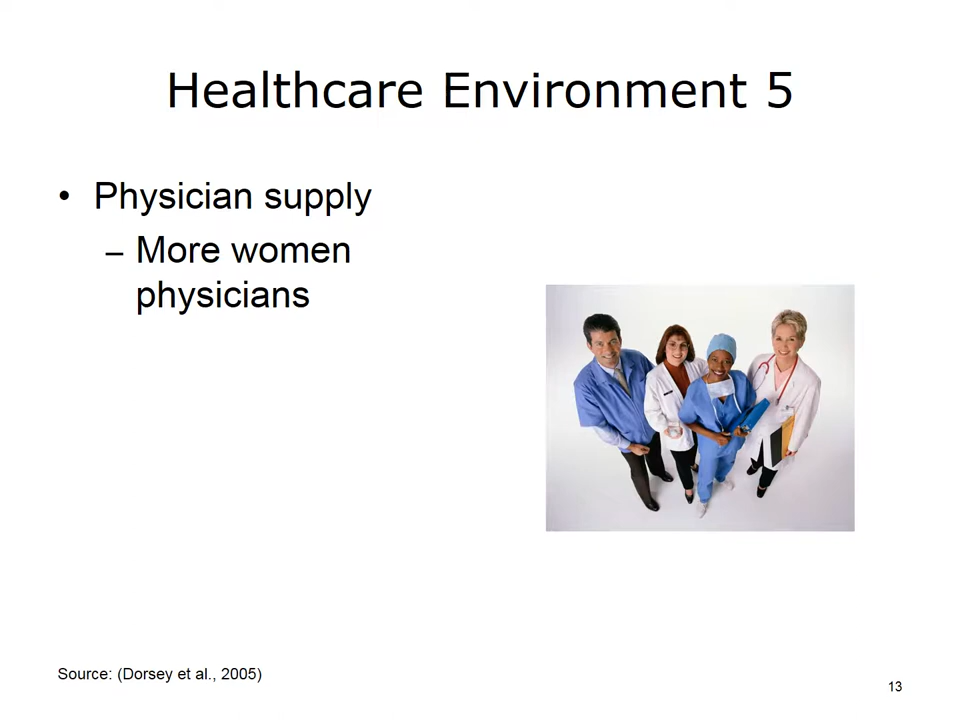 Healthcare Environment 5
• Physician supply
– More women
physicians
Source: (Dorsey et al., 2005)
13